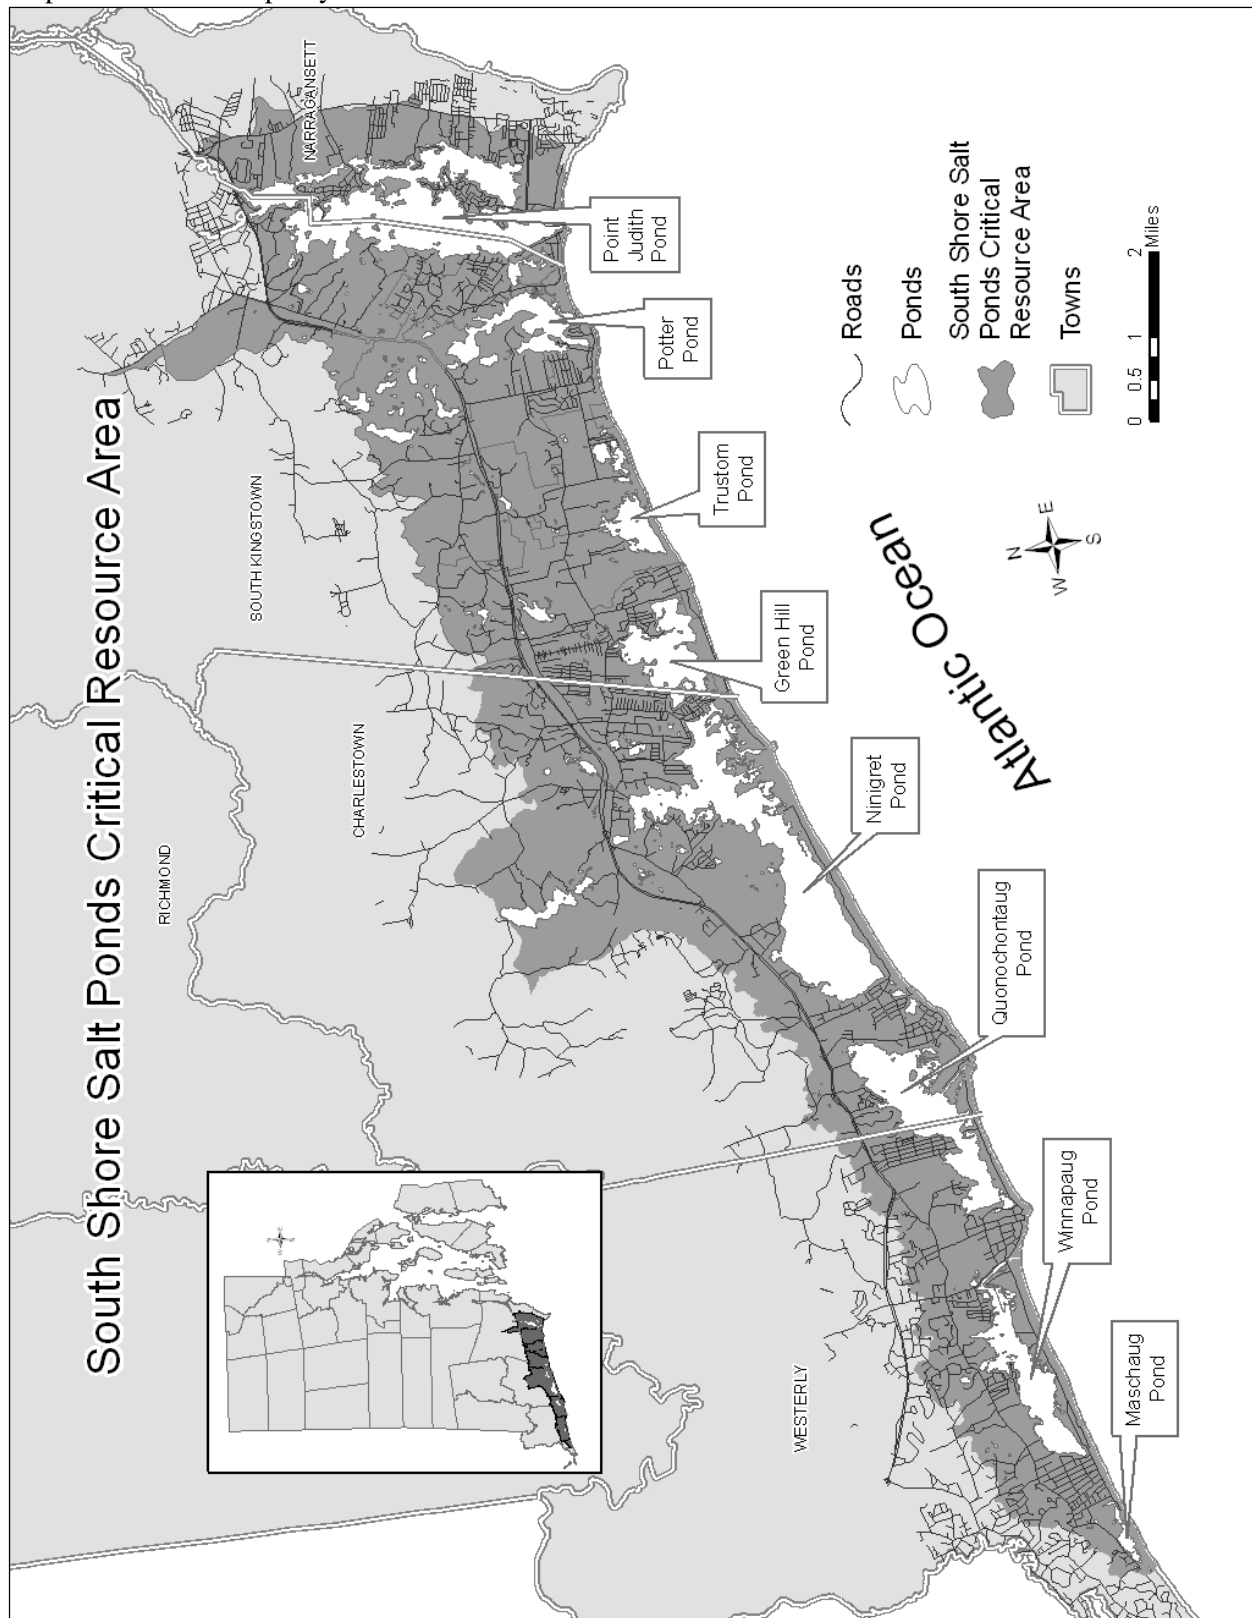 South Shore Salt Ponds Critical Resource Area
RICHMOND
SOUTH KINGSTOWN
NARRAGANSETT
CHARLESTOWN
WESTERLY
Point
Judith
Pond
Potter
Pond
Trustom
Pond
Green Hill
Pond
Ninigret
Pond
Quonochontaug
Pond
Winnapaug
Pond
Maschaug
Pond
Atlantic Ocean
N
E
S
W
Roads
Ponds
South Shore Salt
Ponds Critical
Resource Area
Towns
0 0.5 1 2
Miles